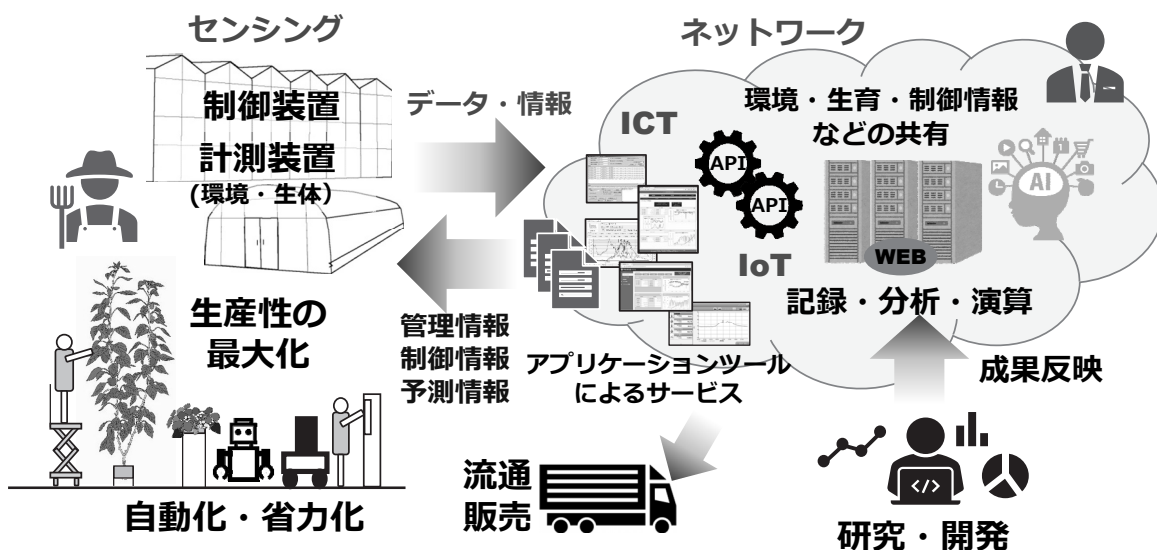 センシング
ネットワーク
制御装置
計測装置
(環境・生体)
データ・情報
ICT
環境・生育・制御情報
などの共有
API
API
AI
IoT
WEB
記録・分析・演算
生産性の
最大化
管理情報
制御情報
予測情報
アプリケーションツール
によるサービス
成果反映
流通
販売
</>
自動化・省力化
研究・開発